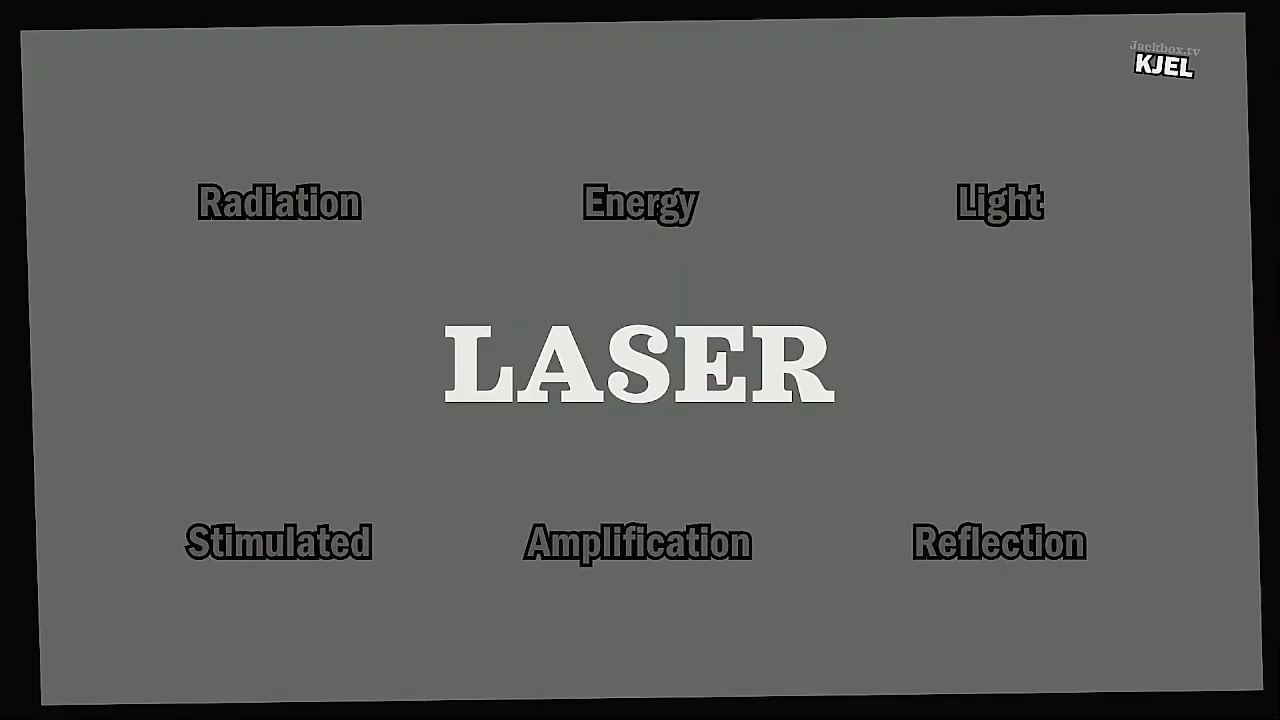 Jackbox.tv
KJEL
Radiation Energy Light
LASER
Stimulated Amplification Reflection